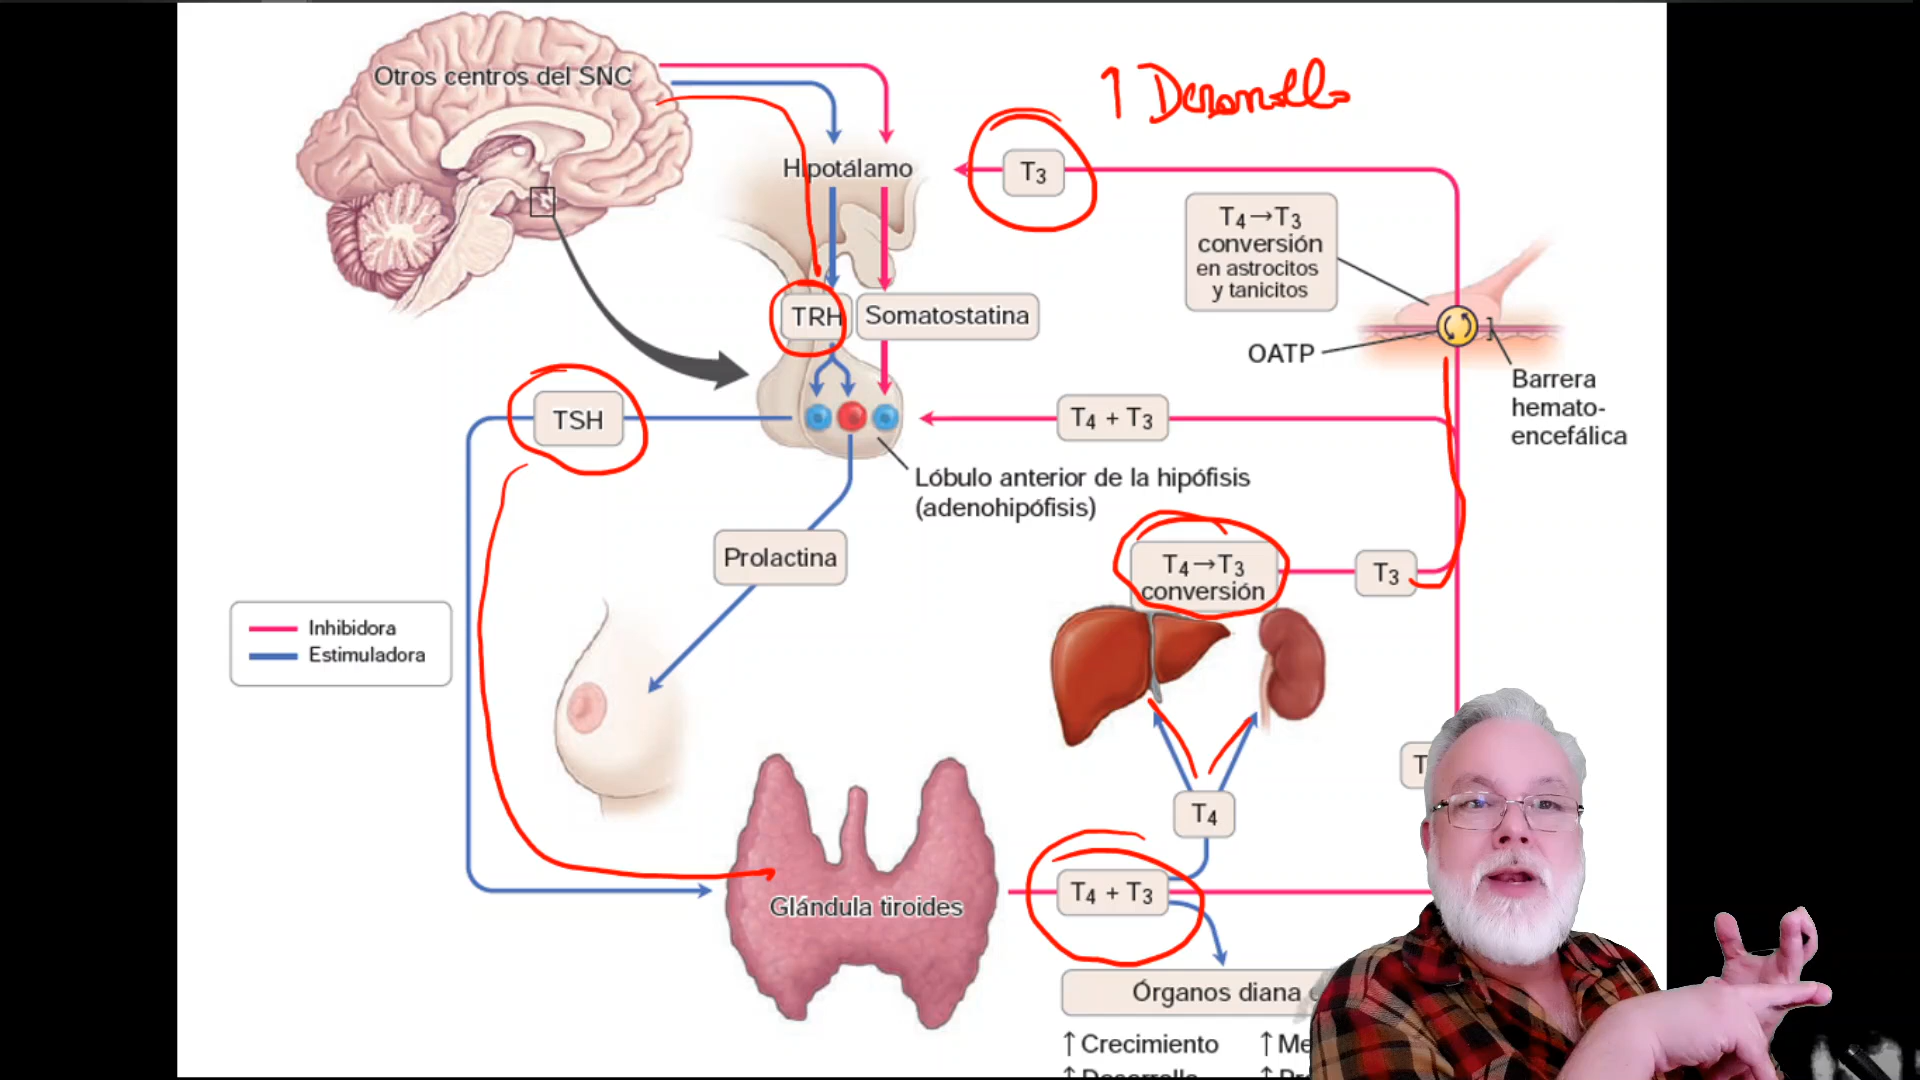 Otros centros del SNC
1 Desarrollo
Hipotálamo
T₃
T₄→T₃
conversión
en astrocitos
y tanicitos
TRH
Somatostatina
OATP
Barrera
hemato-
encefálica
TSH
T₄ + T₃
Lóbulo anterior de la hipófisis
(adenohipófisis)
Prolactina
T₄→T₃
conversión
T₃
Inhibidora
Estimuladora
T₄
T₄ + T₃
Glándula tiroides
Órganos diana
↑ Crecimiento